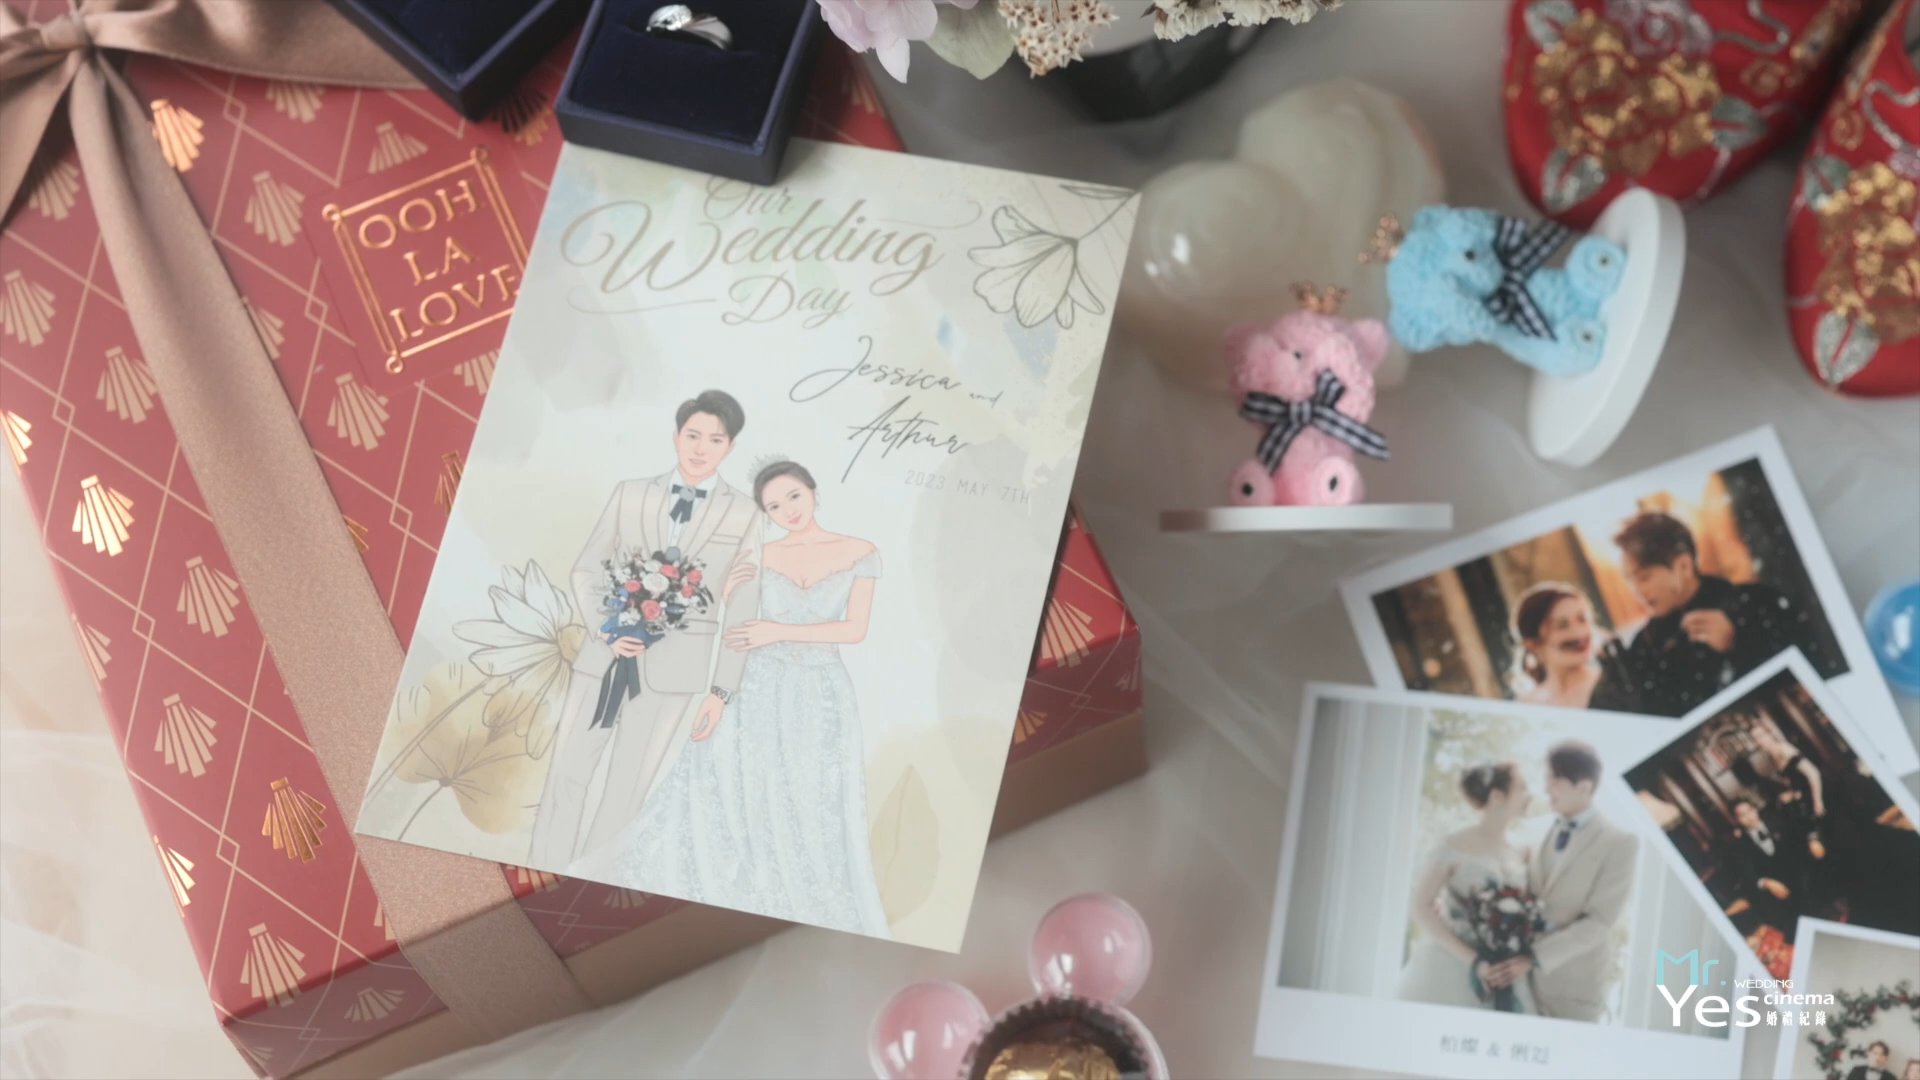 OOH
LA
LOVE
Our
Wedding
Day
Jessica and
Arthur
2023 MAY 7TH
Mr.
WEDDING
Yes cinema
婚禮紀錄